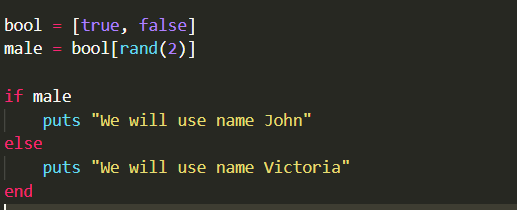 bool = [true, false]
male = bool[rand(2)]
if male
puts "We will use name John"
else
puts "We will use name Victoria"
end